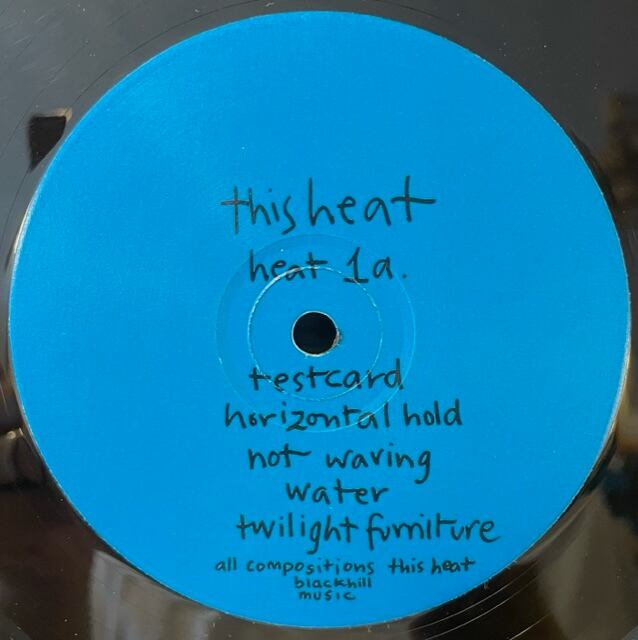 this heat
heat 1a.
testcard
horizontal hold
not waving
water
twilight furniture
all compositions this heat
blackhill
music